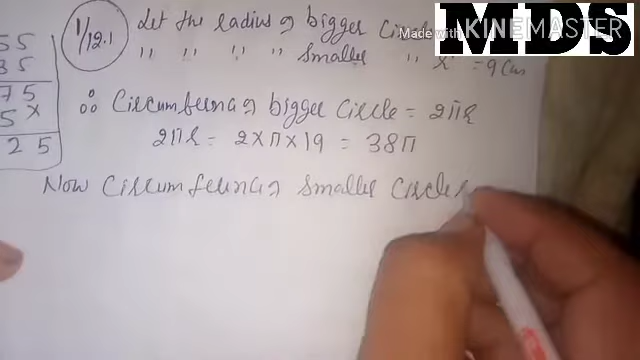 55
35
75
5 x
2 5
1/12.1
Let the radius of bigger Circle
" " " " Smaller " = 9 Cm
∴ Circumference of bigger Circle = 2πr
2πr = 2×π×19 = 38π
Now Circumference of Smaller Circle
Made with KINEMASTER
MDS